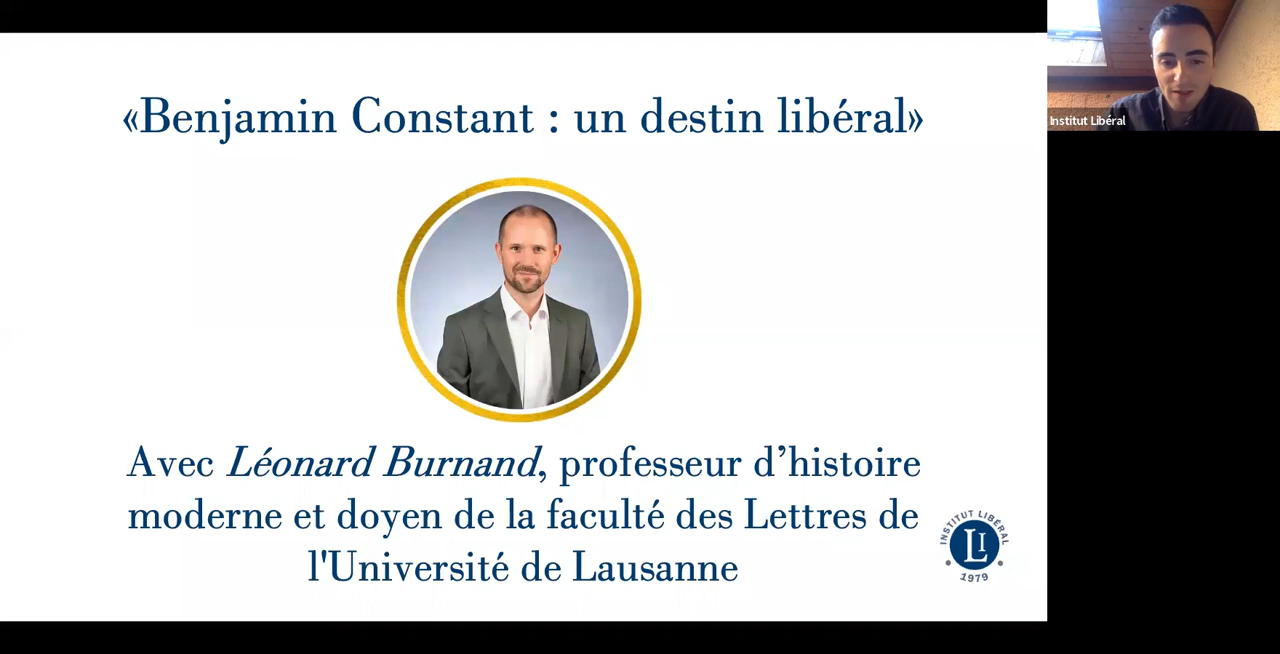 «Benjamin Constant : un destin libéral»
Institut Libéral
Avec Léonard Burnand, professeur d’histoire
moderne et doyen de la faculté des Lettres de
l'Université de Lausanne
INSTITUT LIBÉRAL
LI
1979